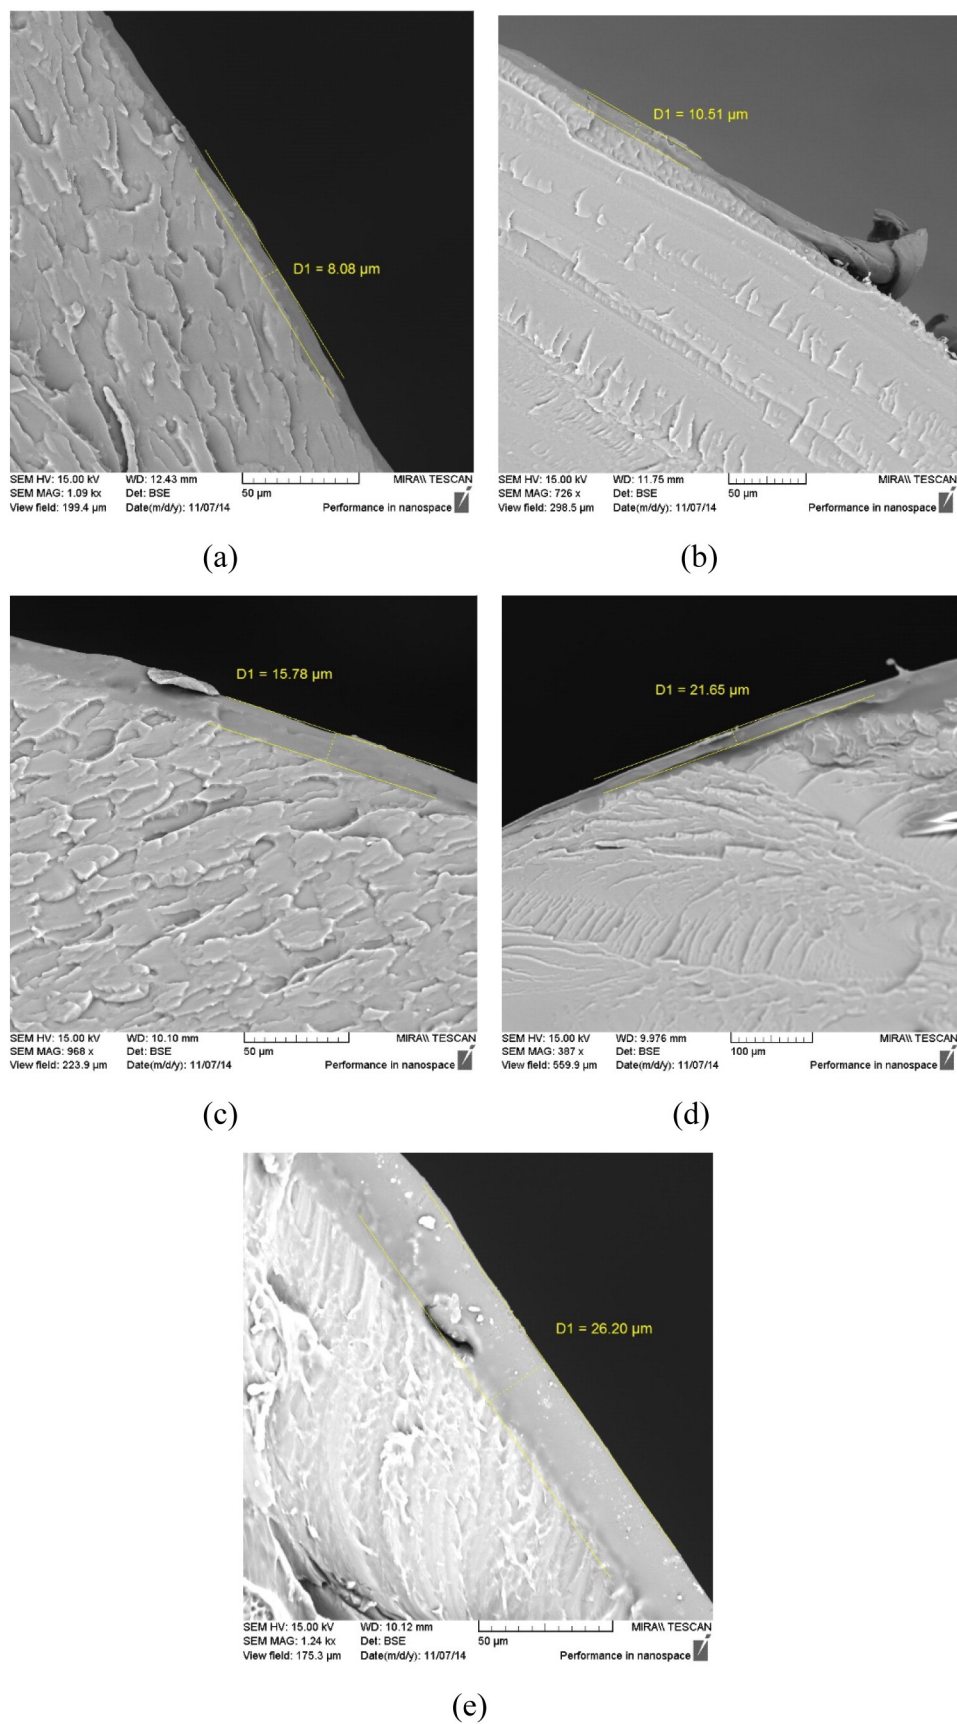 D1 = 8.08 µm
SEM HV: 15.00 kV WD: 12.43 mm MIRA\\ TESCAN
SEM MAG: 1.09 kx Det: BSE 50 µm
View field: 199.4 µm Date(m/d/y): 11/07/14 Performance in nanospace
(a)
D1 = 10.51 µm
SEM HV: 15.00 kV WD: 11.75 mm MIRA\\ TESCAN
SEM MAG: 726 x Det: BSE 50 µm
View field: 298.5 µm Date(m/d/y): 11/07/14 Performance in nanospace
(b)
D1 = 15.78 µm
SEM HV: 15.00 kV WD: 10.10 mm MIRA\\ TESCAN
SEM MAG: 968 x Det: BSE 50 µm
View field: 223.9 µm Date(m/d/y): 11/07/14 Performance in nanospace
(c)
D1 = 21.65 µm
SEM HV: 15.00 kV WD: 9.976 mm MIRA\\ TESCAN
SEM MAG: 387 x Det: BSE 100 µm
View field: 559.9 µm Date(m/d/y): 11/07/14 Performance in nanospace
(d)
D1 = 26.20 µm
SEM HV: 15.00 kV WD: 10.12 mm MIRA\\ TESCAN
SEM MAG: 1.24 kx Det: BSE 50 µm
View field: 175.3 µm Date(m/d/y): 11/07/14 Performance in nanospace
(e)